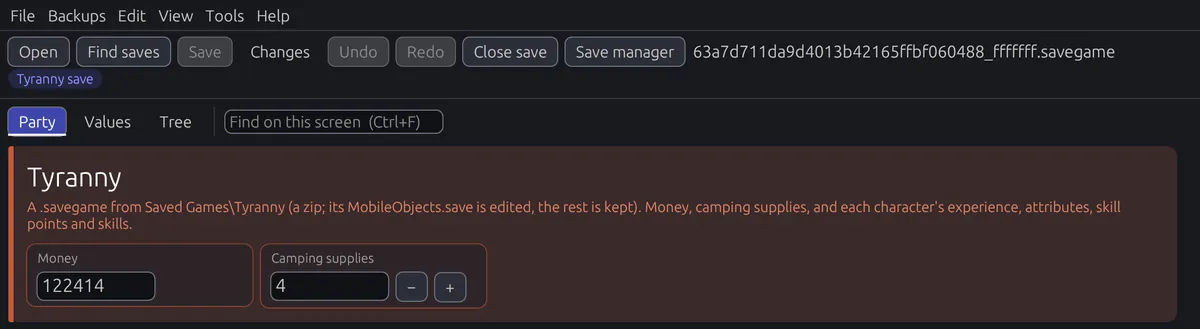 File Backups Edit View Tools Help
Open Find saves Save Changes Undo Redo Close save Save manager 63a7d711da9d4013b42165ffbf060488_fffffff.savegame
Tyranny save
Party Values Tree Find on this screen (Ctrl+F)
Tyranny
A .savegame from Saved Games\Tyranny (a zip; its MobileObjects.save is edited, the rest is kept). Money, camping supplies, and each character's experience, attributes, skill
points and skills.
Money Camping supplies
122414 4 − +